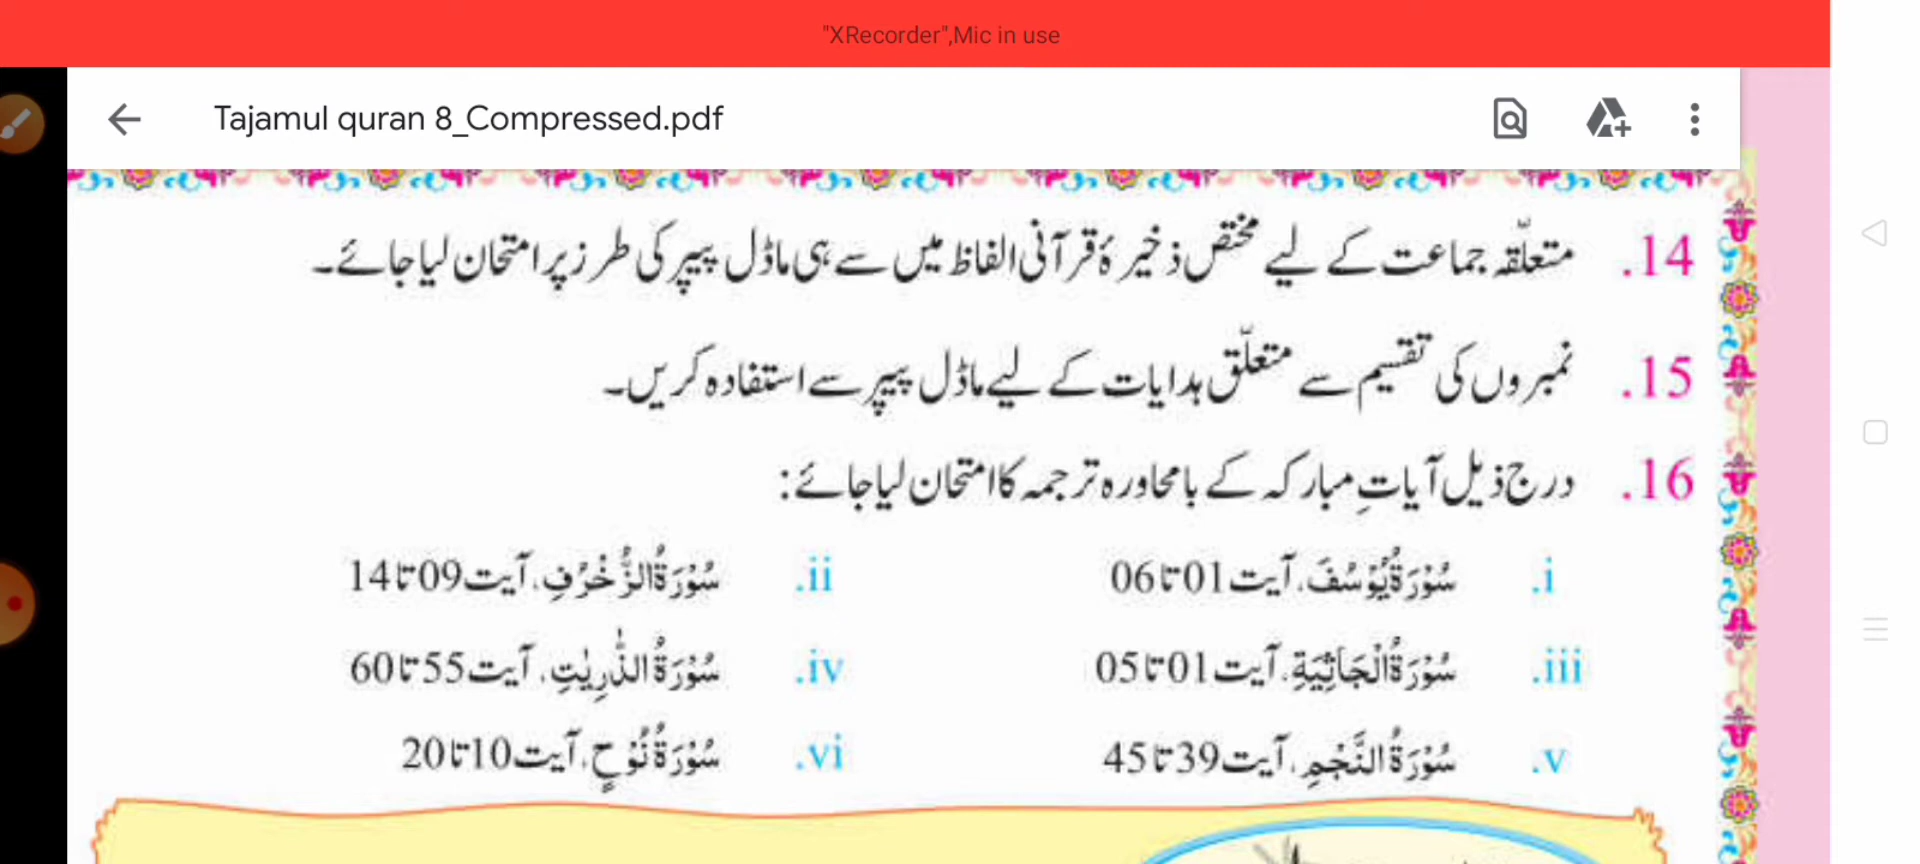 "XRecorder",Mic in use
Tajamul quran 8_Compressed.pdf
14. متعلّقہ جماعت کے لیے مختص ذخیرۂ قرآنی الفاظ میں سے ہی ماڈل پیپر کی طرز پر امتحان لیا جائے۔
15. نمبروں کی تقسیم سے متعلّق ہدایات کے لیے ماڈل پیپر سے استفادہ کریں۔
16. درج ذیل آیاتِ مبارکہ کے بامحاورہ ترجمہ کا امتحان لیا جائے:
i. سُوْرَۃُ یُوْسُفَ، آیت 01 تا 06 ii. سُوْرَۃُ الزُّخْرُفِ، آیت 09 تا 14
iii. سُوْرَۃُ الْجَاثِیَةِ، آیت 01 تا 05 iv. سُوْرَۃُ الذّٰرِیٰتِ، آیت 55 تا 60
v. سُوْرَۃُ النَّجْمِ، آیت 39 تا 45 vi. سُوْرَۃُ نُوْحٍ، آیت 10 تا 20